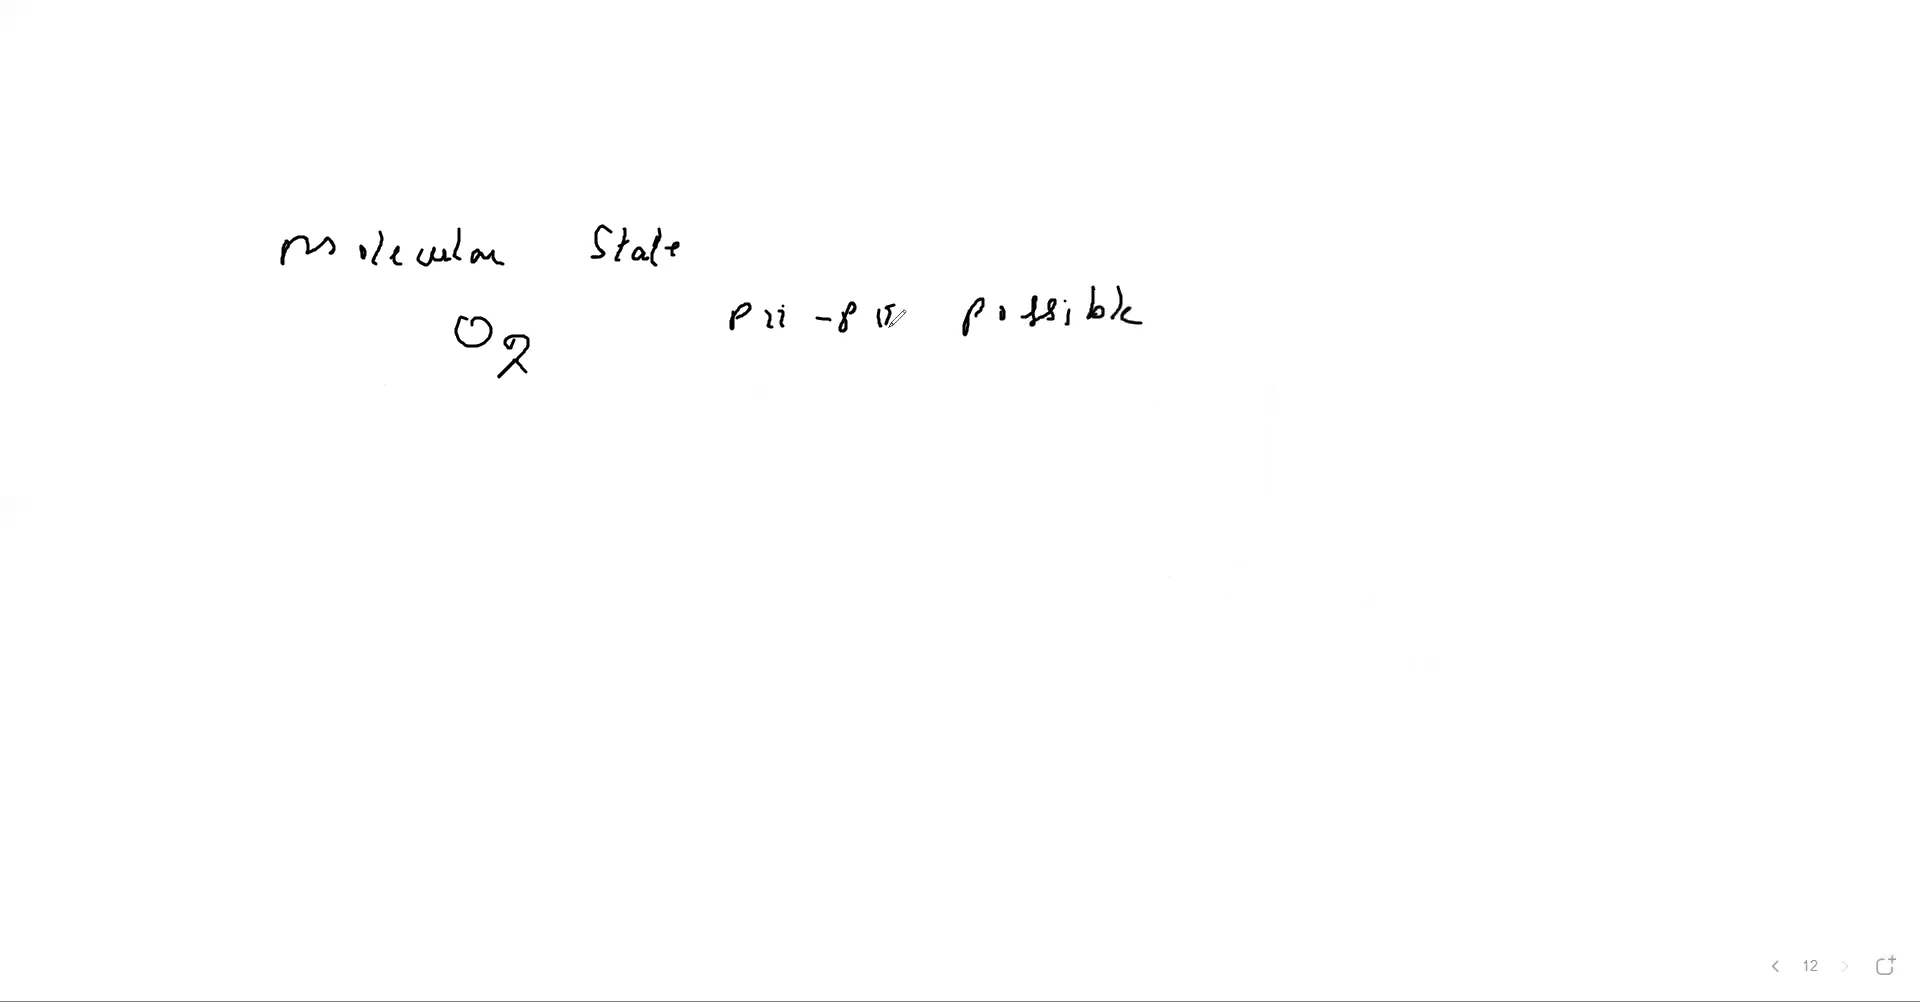 Molecular State
O₂ pπ - pπ possible
12